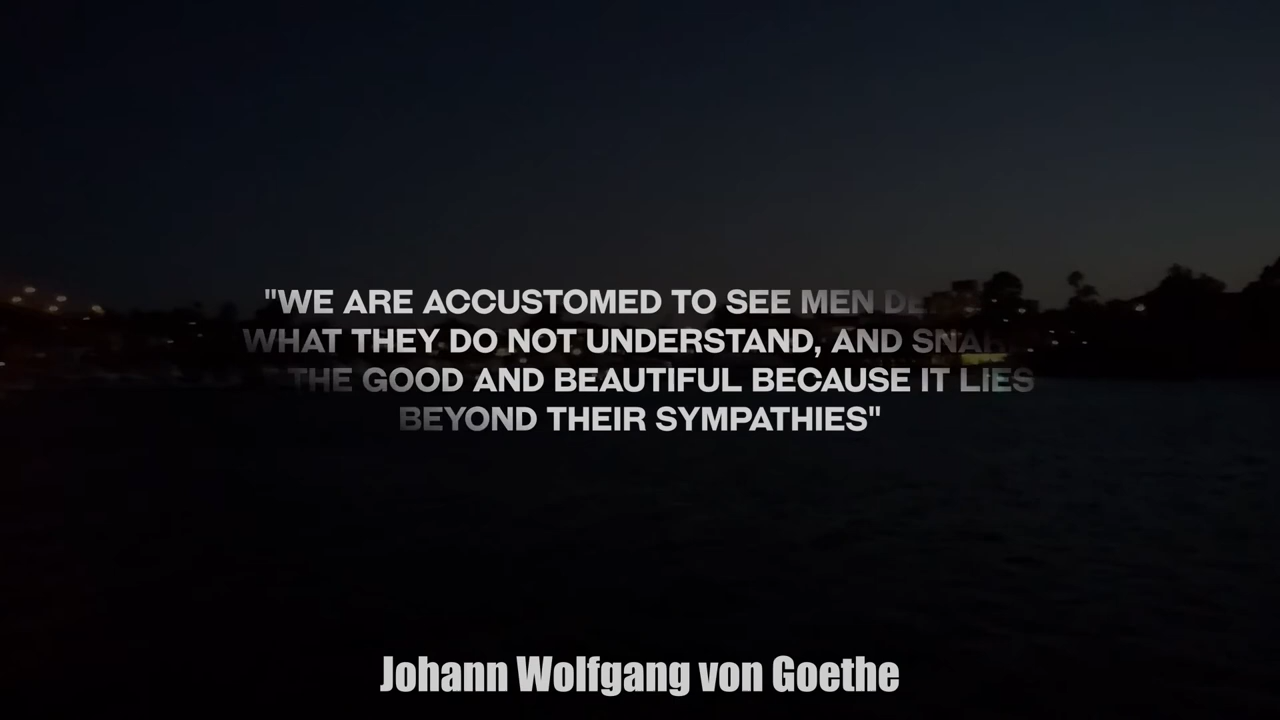 "WE ARE ACCUSTOMED TO SEE MEN
WHAT THEY DO NOT UNDERSTAND, AND
THE GOOD AND BEAUTIFUL BECAUSE IT LIES
BEYOND THEIR SYMPATHIES"
Johann Wolfgang von Goethe